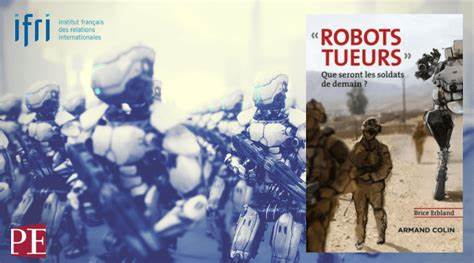 ifri
institut français
des relations
internationales
« ROBOTS
TUEURS »
Que seront les soldats
de demain ?
Brice Erbland
ARMAND COLIN
PE